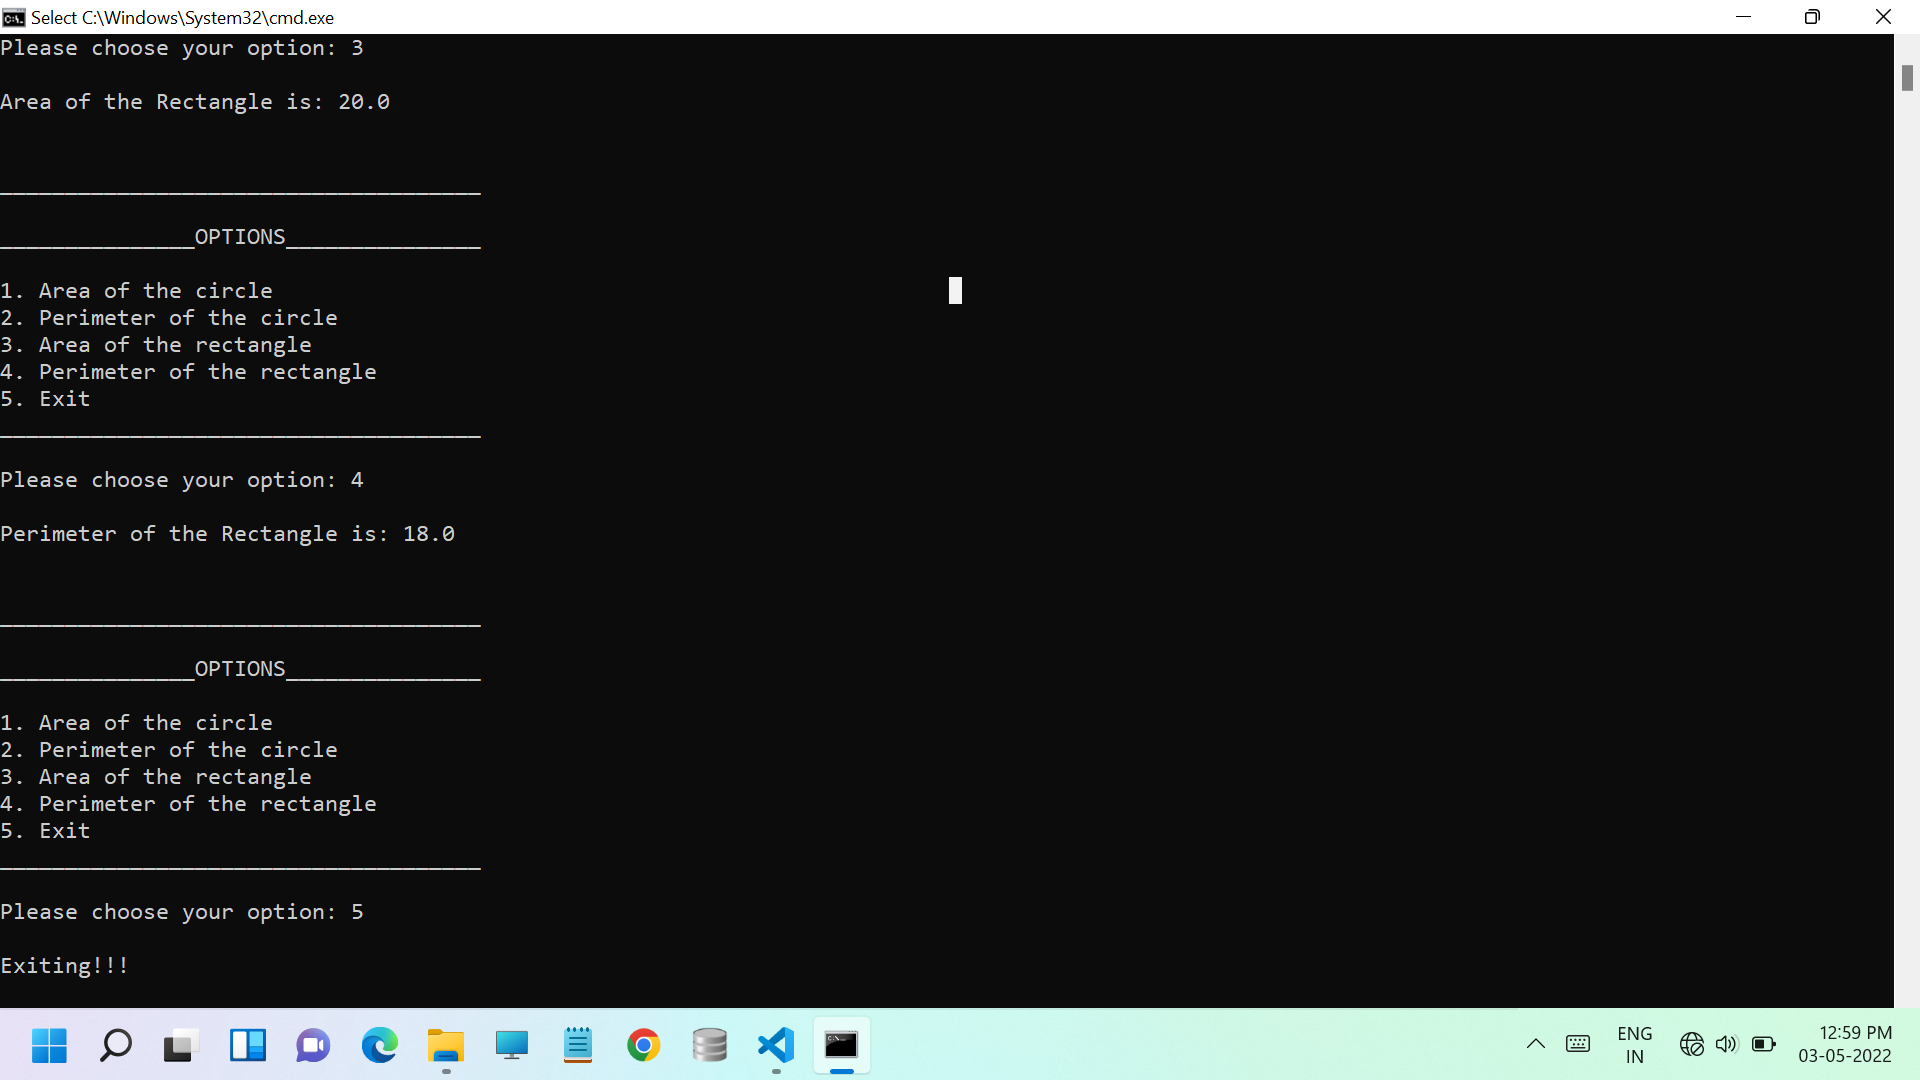 Select C:\Windows\System32\cmd.exe
Please choose your option: 3
Area of the Rectangle is: 20.0
_____________________________________
_______________OPTIONS_______________
1. Area of the circle
2. Perimeter of the circle
3. Area of the rectangle
4. Perimeter of the rectangle
5. Exit
_____________________________________
Please choose your option: 4
Perimeter of the Rectangle is: 18.0
_____________________________________
_______________OPTIONS_______________
1. Area of the circle
2. Perimeter of the circle
3. Area of the rectangle
4. Perimeter of the rectangle
5. Exit
_____________________________________
Please choose your option: 5
Exiting!!!
ENG
IN
12:59 PM
03-05-2022